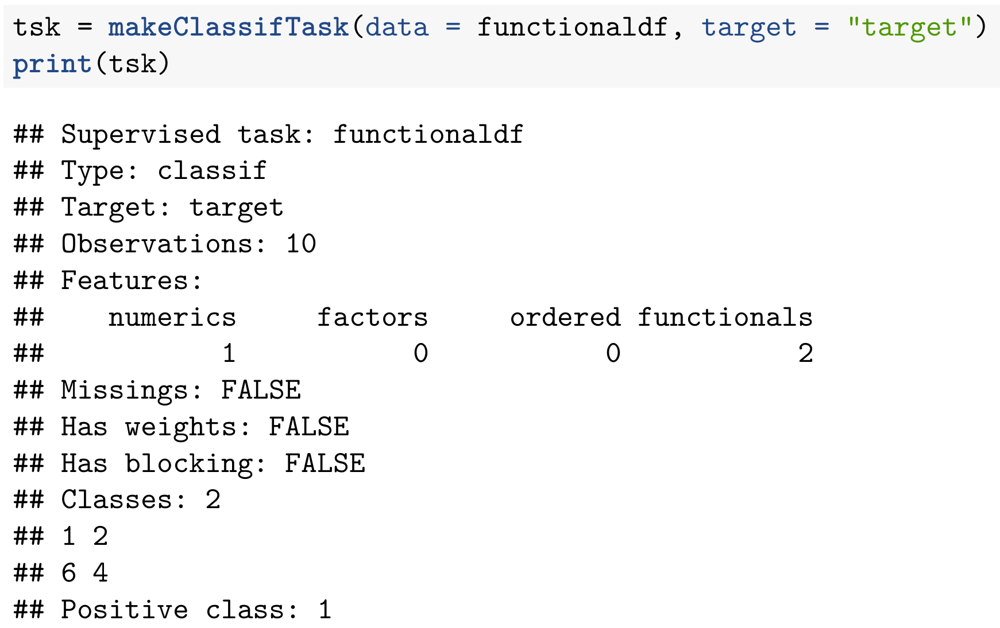 tsk = makeClassifTask(data = functionaldf, target = "target")
print(tsk)
## Supervised task: functionaldf
## Type: classif
## Target: target
## Observations: 10
## Features:
##    numerics     factors     ordered functionals
##           1           0           0           2
## Missings: FALSE
## Has weights: FALSE
## Has blocking: FALSE
## Classes: 2
## 1 2
## 6 4
## Positive class: 1